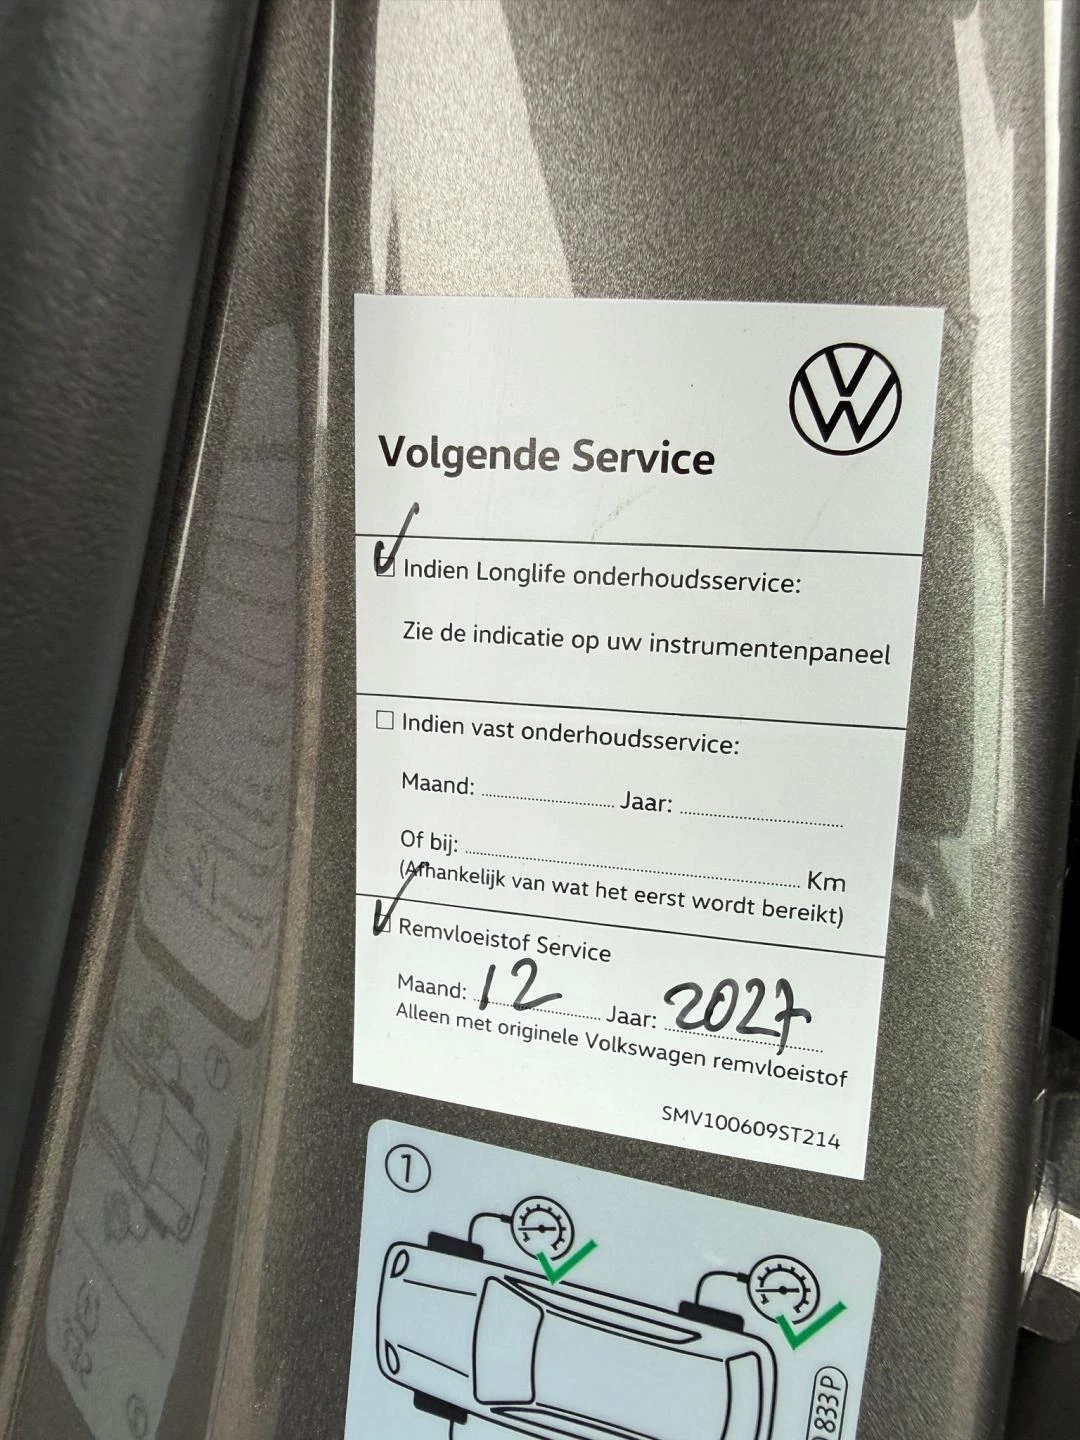 Volgende Service
Indien Longlife onderhoudsservice:
Zie de indicatie op uw instrumentenpaneel
Indien vast onderhoudsservice:
Maand: Jaar:
Of bij: Km
(Afhankelijk van wat het eerst wordt bereikt)
Remvloeistof Service
Maand: 12 Jaar: 2027
Alleen met originele Volkswagen remvloeistof
SMV100609ST214
1
833P